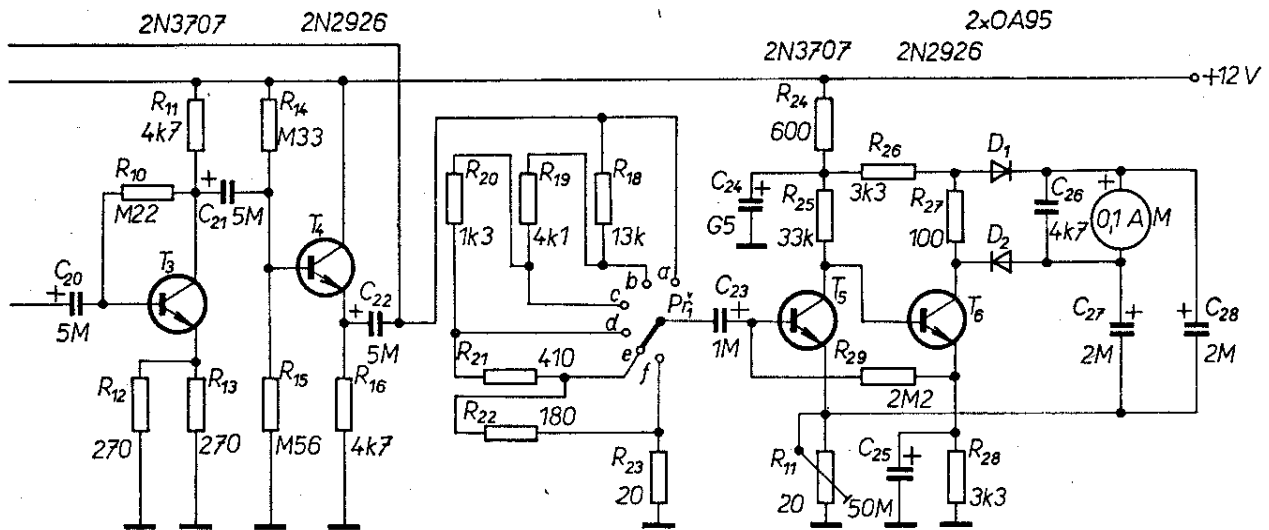 2N3707
2N2926
2N3707
2xOA95
2N2926
+12V
R11
4k7
R14
M33
R10
M22
+
C21
5M
T4
T3
C20
+
5M
+
C22
5M
R12
270
R13
270
R15
M56
R16
4k7
R20
1k3
R19
4k1
R18
13k
b
a
c
d
e
f
Př1
R21
410
R22
180
R23
20
C23
+
1M
R24
600
C24
+
G5
R25
33k
R26
3k3
R27
100
D1
D2
C26
4k7
+
0,1 A
M
T5
T6
R29
2M2
C27
+
2M
C28
+
2M
R11
20
C25
+
50M
R28
3k3